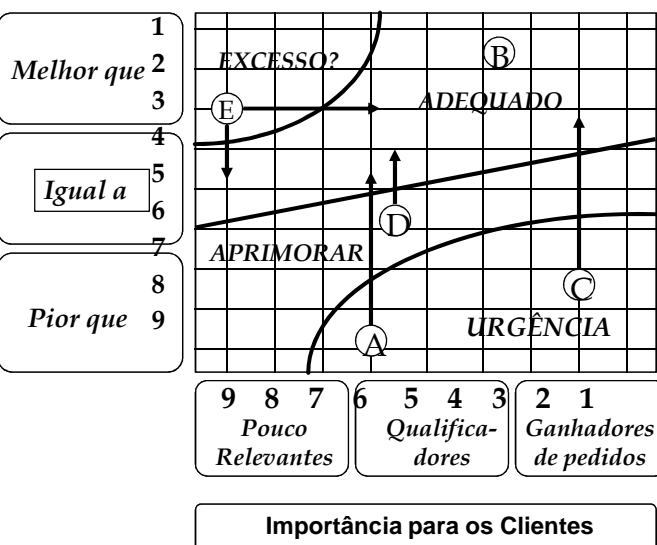 1
Melhor que 2
3
4
5
Igual a
6
7
8
Pior que 9
EXCESSO?
B
E
ADEQUADO
D
APRIMORAR
C
A
URGÊNCIA
9 8 7 6 5 4 3 2 1
Pouco Qualifica- Ganhadores
Relevantes dores de pedidos
Importância para os Clientes